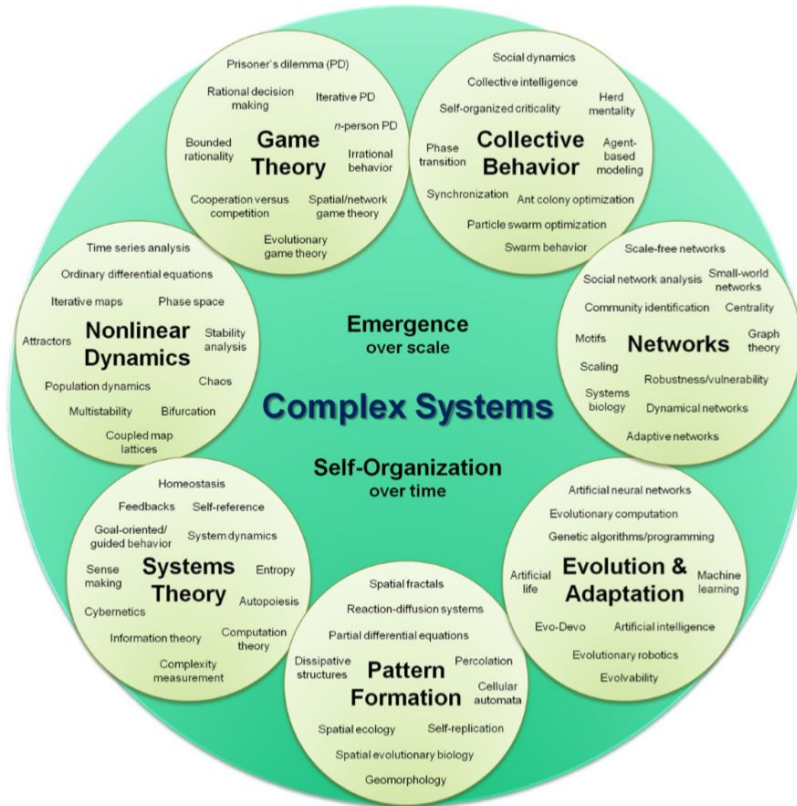 Prisoner's dilemma (PD)
Rational decision
making
Iterative PD
n-person PD
Bounded
rationality
Game
Theory
Irrational
behavior
Cooperation versus
competition
Spatial/network
game theory
Evolutionary
game theory
Social dynamics
Collective intelligence
Self-organized criticality
Herd
mentality
Phase
transition
Collective
Behavior
Agent-
based
modeling
Synchronization
Ant colony optimization
Particle swarm optimization
Swarm behavior
Time series analysis
Ordinary differential equations
Iterative maps
Phase space
Attractors
Nonlinear
Dynamics
Stability
analysis
Population dynamics
Chaos
Multistability
Bifurcation
Coupled map
lattices
Emergence
over scale
Complex Systems
Self-Organization
over time
Scale-free networks
Social network analysis
Small-world
networks
Community identification
Centrality
Motifs
Networks
Graph
theory
Scaling
Robustness/vulnerability
Systems
biology
Dynamical networks
Adaptive networks
Homeostasis
Feedbacks
Self-reference
Goal-oriented/
guided behavior
System dynamics
Sense
making
Systems
Theory
Entropy
Cybernetics
Autopoiesis
Information theory
Computation
theory
Complexity
measurement
Spatial fractals
Reaction-diffusion systems
Partial differential equations
Dissipative
structures
Pattern
Formation
Percolation
Cellular
automata
Spatial ecology
Self-replication
Spatial evolutionary biology
Geomorphology
Artificial neural networks
Evolutionary computation
Genetic algorithms/programming
Artificial
life
Evolution &
Adaptation
Machine
learning
Evo-Devo
Artificial intelligence
Evolutionary robotics
Evolvability